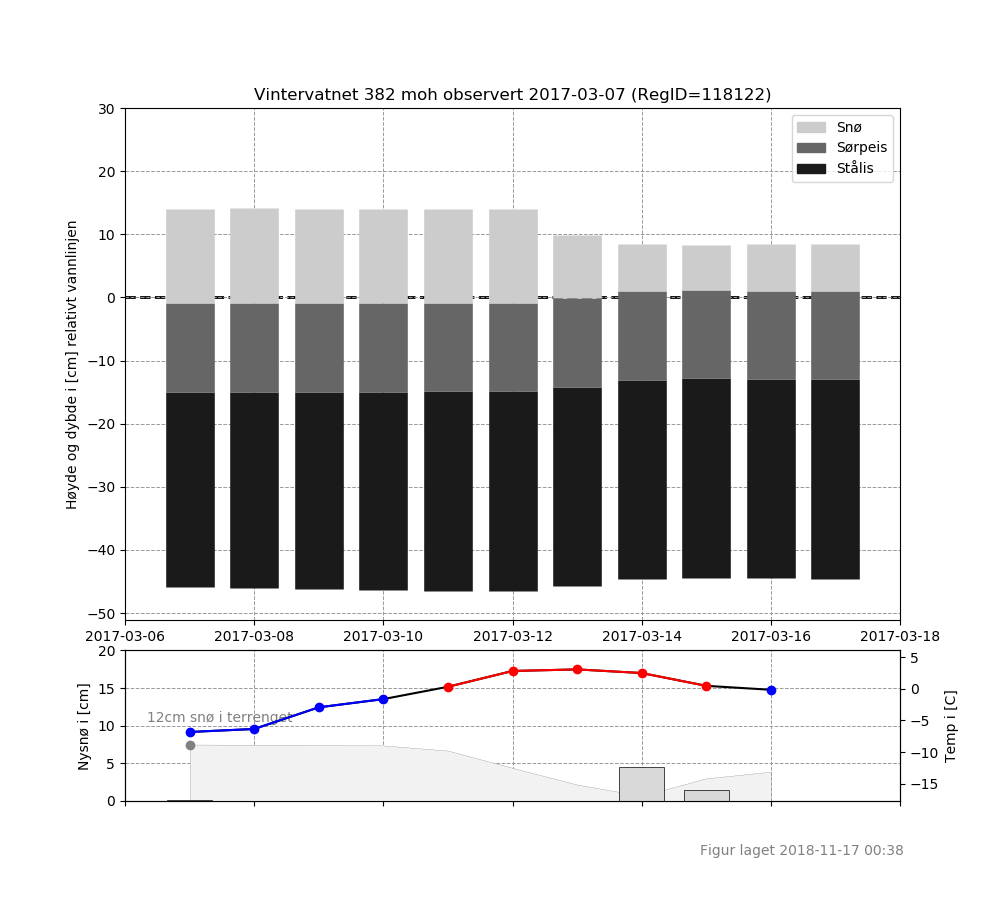 Vintervatnet 382 moh observert 2017-03-07 (RegID=118122)
Høyde og dybde i [cm] relativt vannlinjen
30
20
10
0
−10
−20
−30
−40
−50
Snø
Sørpeis
Stålis
2017-03-06 2017-03-08 2017-03-10 2017-03-12 2017-03-14 2017-03-16 2017-03-18
Nysnø i [cm]
20
15
10
5
0
12cm snø i terrenget
5
0
−5
−10
−15
Temp i [C]
Figur laget 2018-11-17 00:38